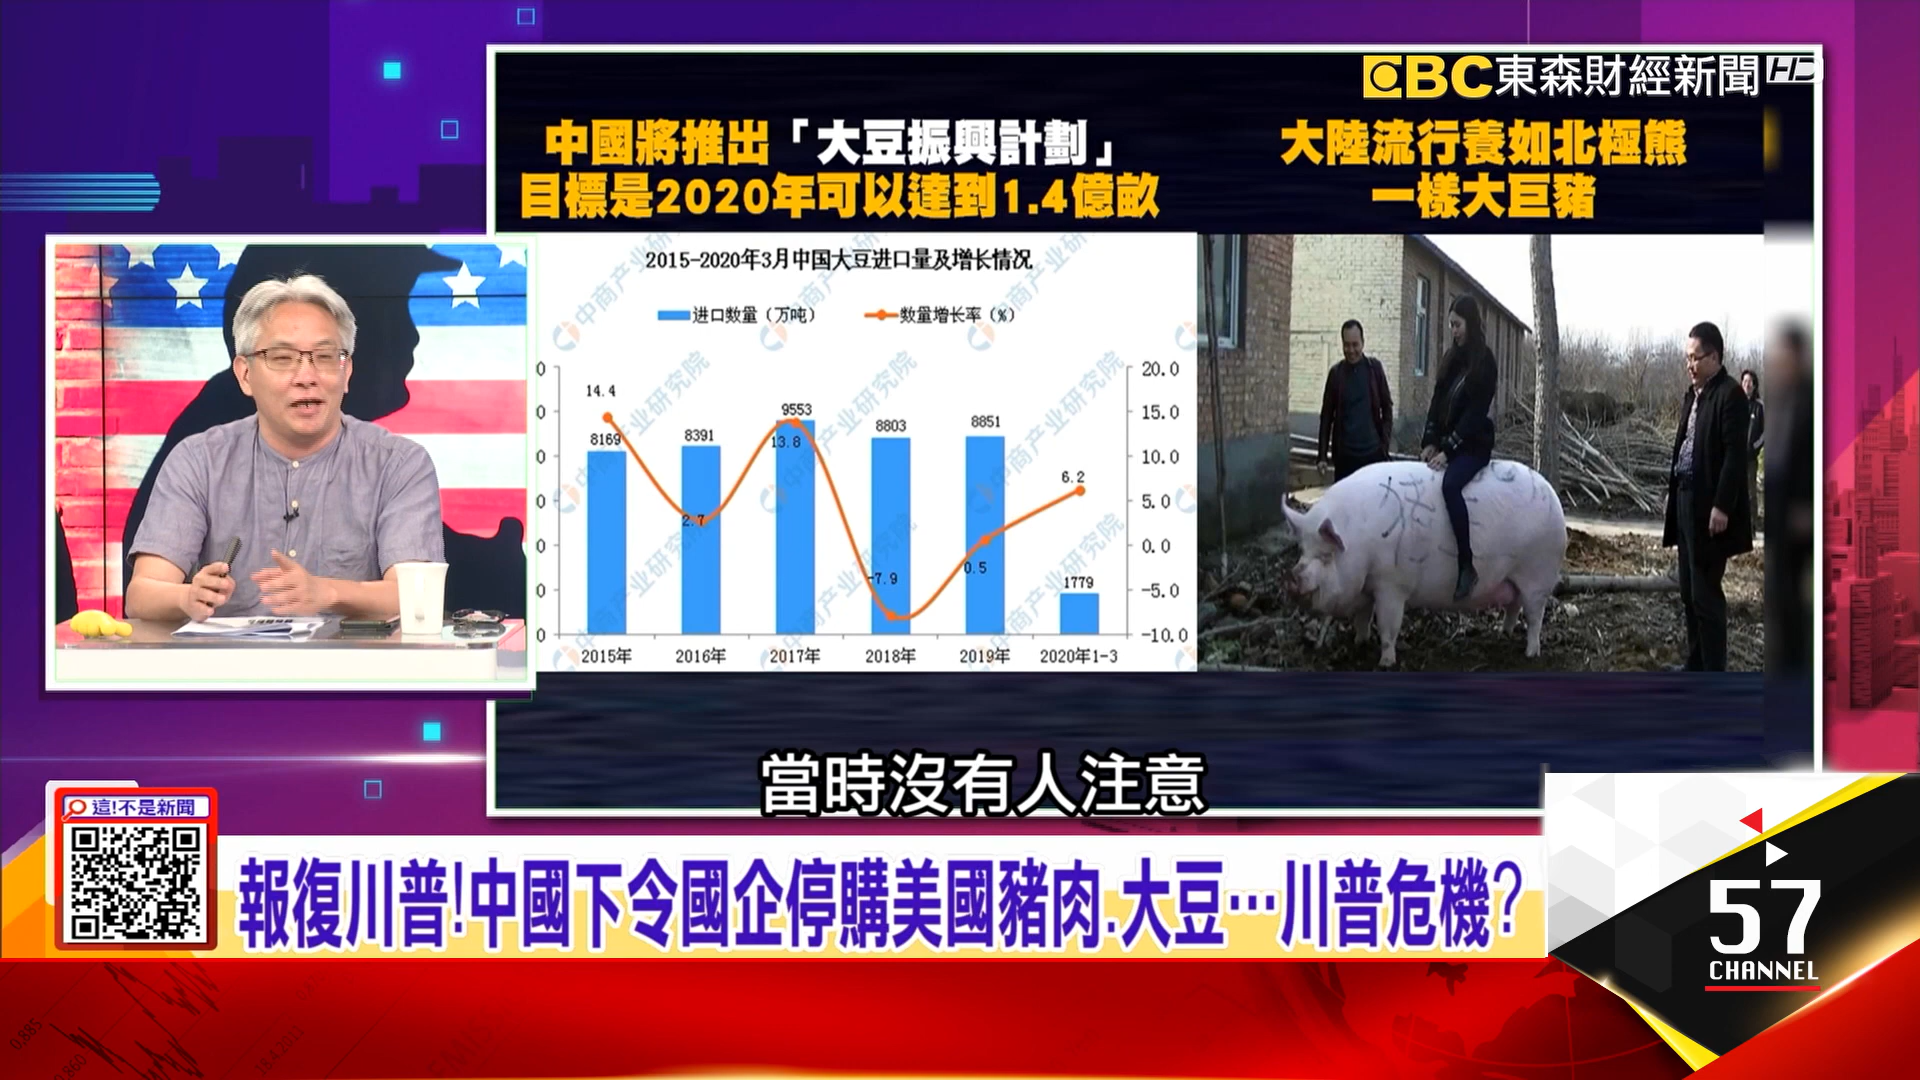 EBC東森財經新聞HD
中國將推出「大豆振興計劃」
目標是2020年可以達到1.4億畝
大陸流行養如北極熊
一樣大巨豬
2015-2020年3月中国大豆进口量及增长情况
进口数量（万吨）
数量增长率（%）
14.4
8169
8391
2.7
9553
13.8
8803
-7.9
8851
0.5
6.2
1779
20.0
15.0
10.0
5.0
0.0
-5.0
-10.0
2015年
2016年
2017年
2018年
2019年
2020年1-3
中商产业研究院
當時沒有人注意
這!不是新聞
報復川普!中國下令國企停購美國豬肉.大豆…川普危機?
57
CHANNEL